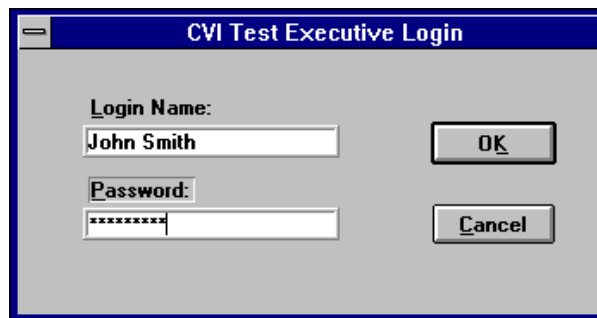 CVI Test Executive Login
Login Name:
John Smith
OK
Password:
*********
Cancel